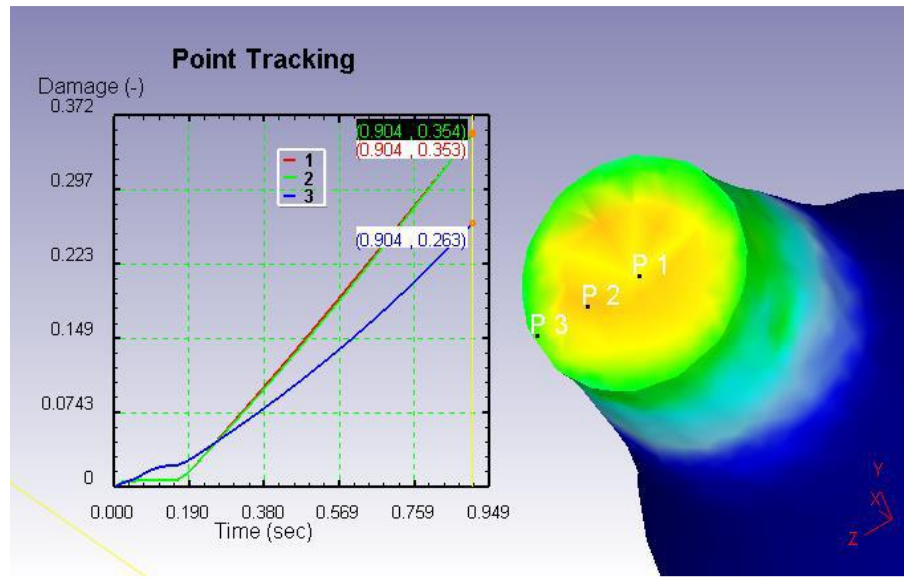 Point Tracking
Damage (-)
0.372
(0.904 , 0.354)
(0.904 , 0.353)
1
2
3
0.297
0.223
(0.904 , 0.263)
0.149
0.0743
0
0.000 0.190 0.380 0.569 0.759 0.949
Time (sec)
P 1
P 2
P 3
Y
X
Z